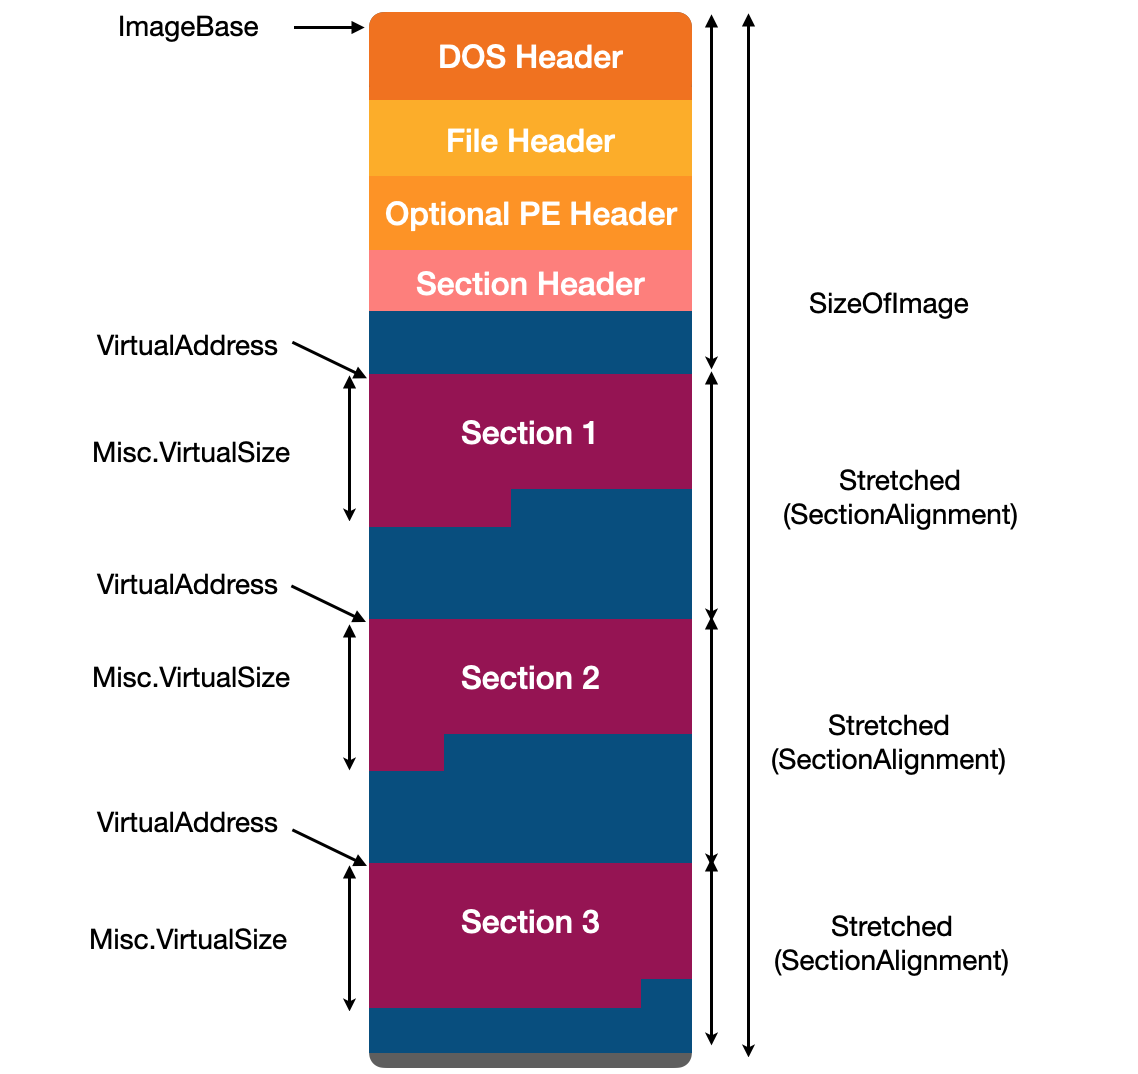 ImageBase
DOS Header
File Header
Optional PE Header
Section Header
SizeOfImage
VirtualAddress
Section 1
Misc.VirtualSize
Stretched
(SectionAlignment)
VirtualAddress
Section 2
Misc.VirtualSize
Stretched
(SectionAlignment)
VirtualAddress
Section 3
Misc.VirtualSize
Stretched
(SectionAlignment)